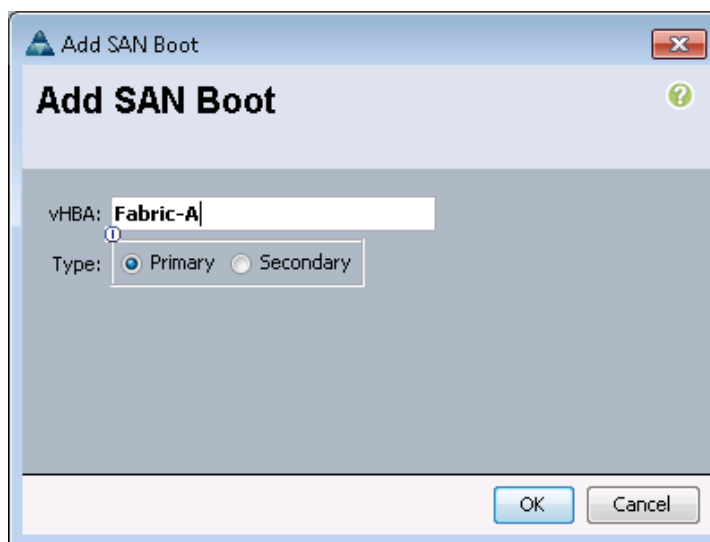 Add SAN Boot
Add SAN Boot
vHBA: Fabric-A
Type: Primary Secondary
OK Cancel